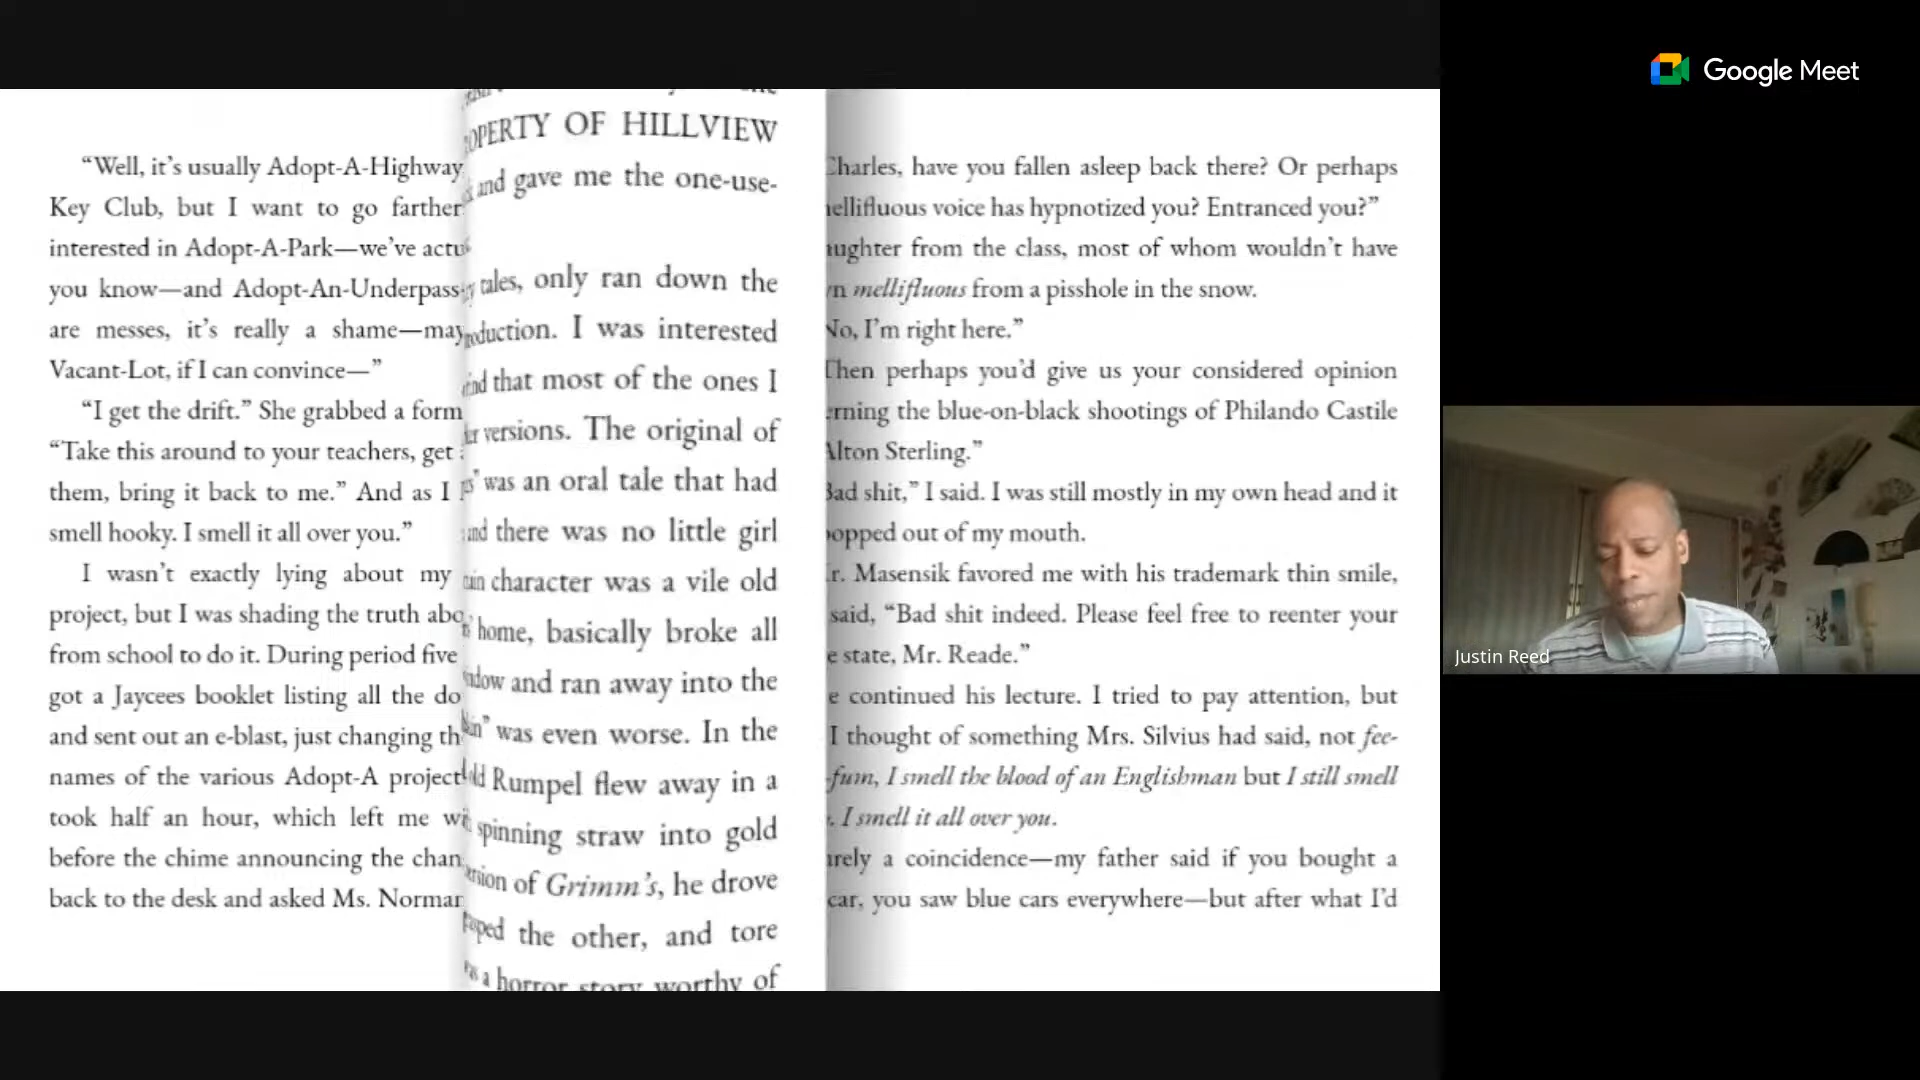 “Well, it’s usually Adopt-A-Highway
Key Club, but I want to go farther
interested in Adopt-A-Park—we’ve
you know—and Adopt-An-Underpass
are messes, it’s really a shame—may
Vacant-Lot, if I can convince—”
“I get the drift.” She grabbed a form
“Take this around to your teachers, get
them, bring it back to me.” And as I
smell hooky. I smell it all over you.”
I wasn’t exactly lying about my
project, but I was shading the truth
from school to do it. During period five
got a Jaycees booklet listing all the
and sent out an e-blast, just changing
names of the various Adopt-A
took half an hour, which left me
before the chime announcing the
back to the desk and asked Ms.
OF HILLVIEW
and gave me the one-use-
tales, only ran down the
I was interested
that most of the ones I
versions. The original of
was an oral tale that had
and there was no little girl
character was a vile old
home, basically broke all
and ran away into the
was even worse. In the
Rumpel flew away in a
spinning straw into gold
of Grimm’s, he drove
the other, and tore
a horror story worthy of
Charles, have you fallen asleep back there? Or perhaps
voice has hypnotized you? Entranced you?”
from the class, most of whom wouldn’t have
mellifluous from a pisshole in the snow.
No, I’m right here.”
Then perhaps you’d give us your considered opinion
the blue-on-black shootings of Philando Castile
Alton Sterling.”
Bad shit,” I said. I was still mostly in my own head and it
popped out of my mouth.
Masensik favored me with his trademark thin smile,
said, “Bad shit indeed. Please feel free to reenter your
state, Mr. Reade.”
continued his lecture. I tried to pay attention, but
I thought of something Mrs. Silvius had said, not fee-
-fum, I smell the blood of an Englishman but I still smell
I smell it all over you.
a coincidence—my father said if you bought a
car, you saw blue cars everywhere—but after what I’d
Google Meet
Justin Reed